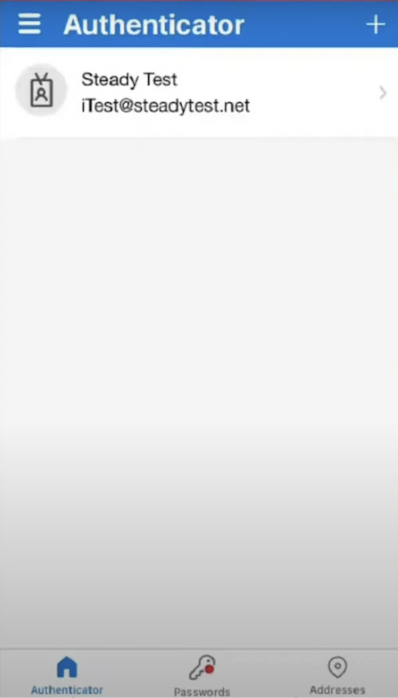 Authenticator
Steady Test
iTest@steadytest.net
Authenticator
Passwords
Addresses